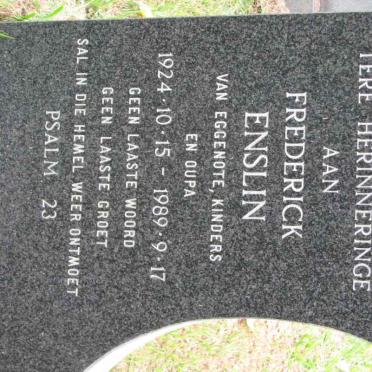 TERE HERINNERINGE
AAN
FREDERICK
ENSLIN
VAN EGGENOTE, KINDERS
EN OUPA
1924·10·15 - 1989·9·17
GEEN LAASTE WOORD
GEEN LAASTE GROET
SAL IN DIE HEMEL WEER ONTMOET
PSALM 23